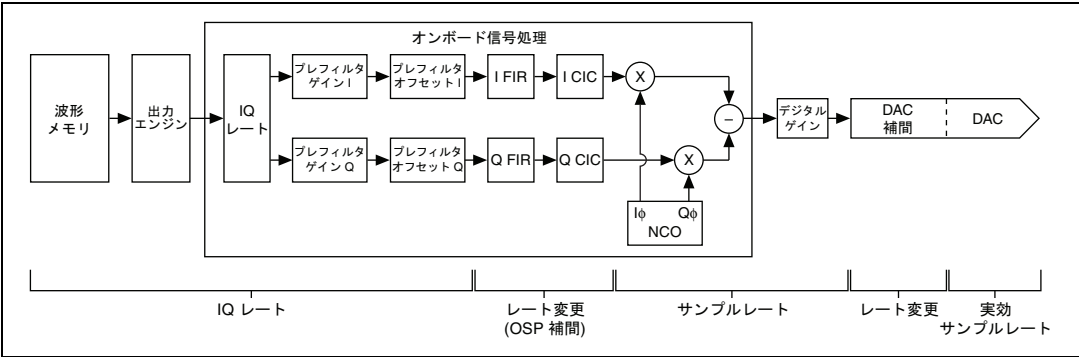 オンボード信号処理
波形
メモリ
出力
エンジン
IQ
レート
プレフィルタ
ゲイン I
プレフィルタ
オフセット I
I FIR
I CIC
X
プレフィルタ
ゲイン Q
プレフィルタ
オフセット Q
Q FIR
Q CIC
X
−
デジタル
ゲイン
DAC
補間
DAC
Iϕ
Qϕ
NCO
IQ レート
レート変更
(OSP 補間)
サンプルレート
レート変更
実効
サンプルレート